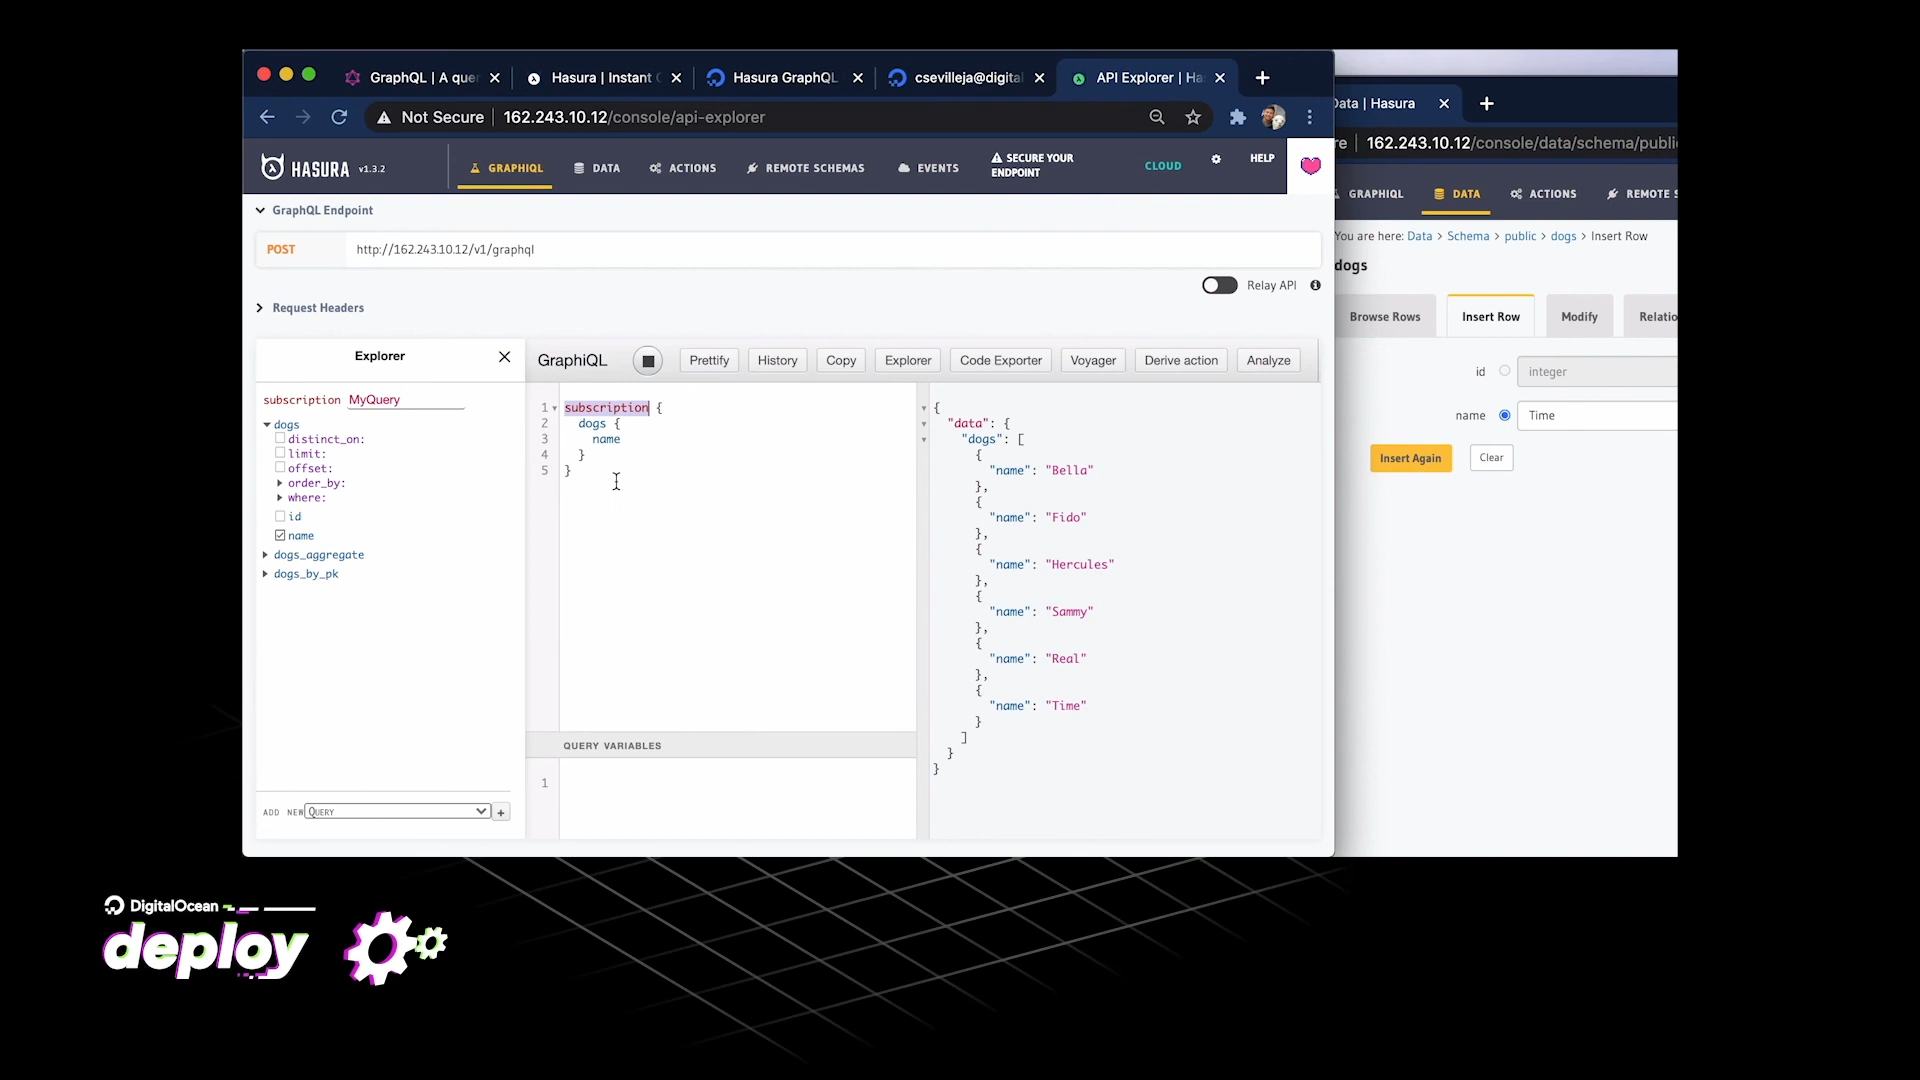 GraphQL | A que
Hasura | Instant
Hasura GraphQL
csevilleja@digita
API Explorer | Ha
Not Secure
162.243.10.12/console/api-explorer
HASURA v1.3.2
GRAPHIQL
DATA
ACTIONS
REMOTE SCHEMAS
EVENTS
SECURE YOUR
ENDPOINT
CLOUD
HELP
GraphQL Endpoint
POST
http://162.243.10.12/v1/graphql
Relay API
Request Headers
Explorer
subscription MyQuery
dogs
distinct_on:
limit:
offset:
order_by:
where:
id
name
dogs_aggregate
dogs_by_pk
ADD NEW
QUERY
+
GraphiQL
Prettify
History
Copy
Explorer
Code Exporter
Voyager
Derive action
Analyze
1 subscription {
2 dogs {
3 name
4 }
5 }
QUERY VARIABLES
1
{
"data": {
"dogs": [
{
"name": "Bella"
},
{
"name": "Fido"
},
{
"name": "Hercules"
},
{
"name": "Sammy"
},
{
"name": "Real"
},
{
"name": "Time"
}
]
}
}
Data | Hasura
re
162.243.10.12/console/data/schema/publi
GRAPHIQL
DATA
ACTIONS
REMOTE S
You are here: Data > Schema > public > dogs > Insert Row
dogs
Browse Rows
Insert Row
Modify
Relatio
id
integer
name
Time
Insert Again
Clear
DigitalOcean
deploy